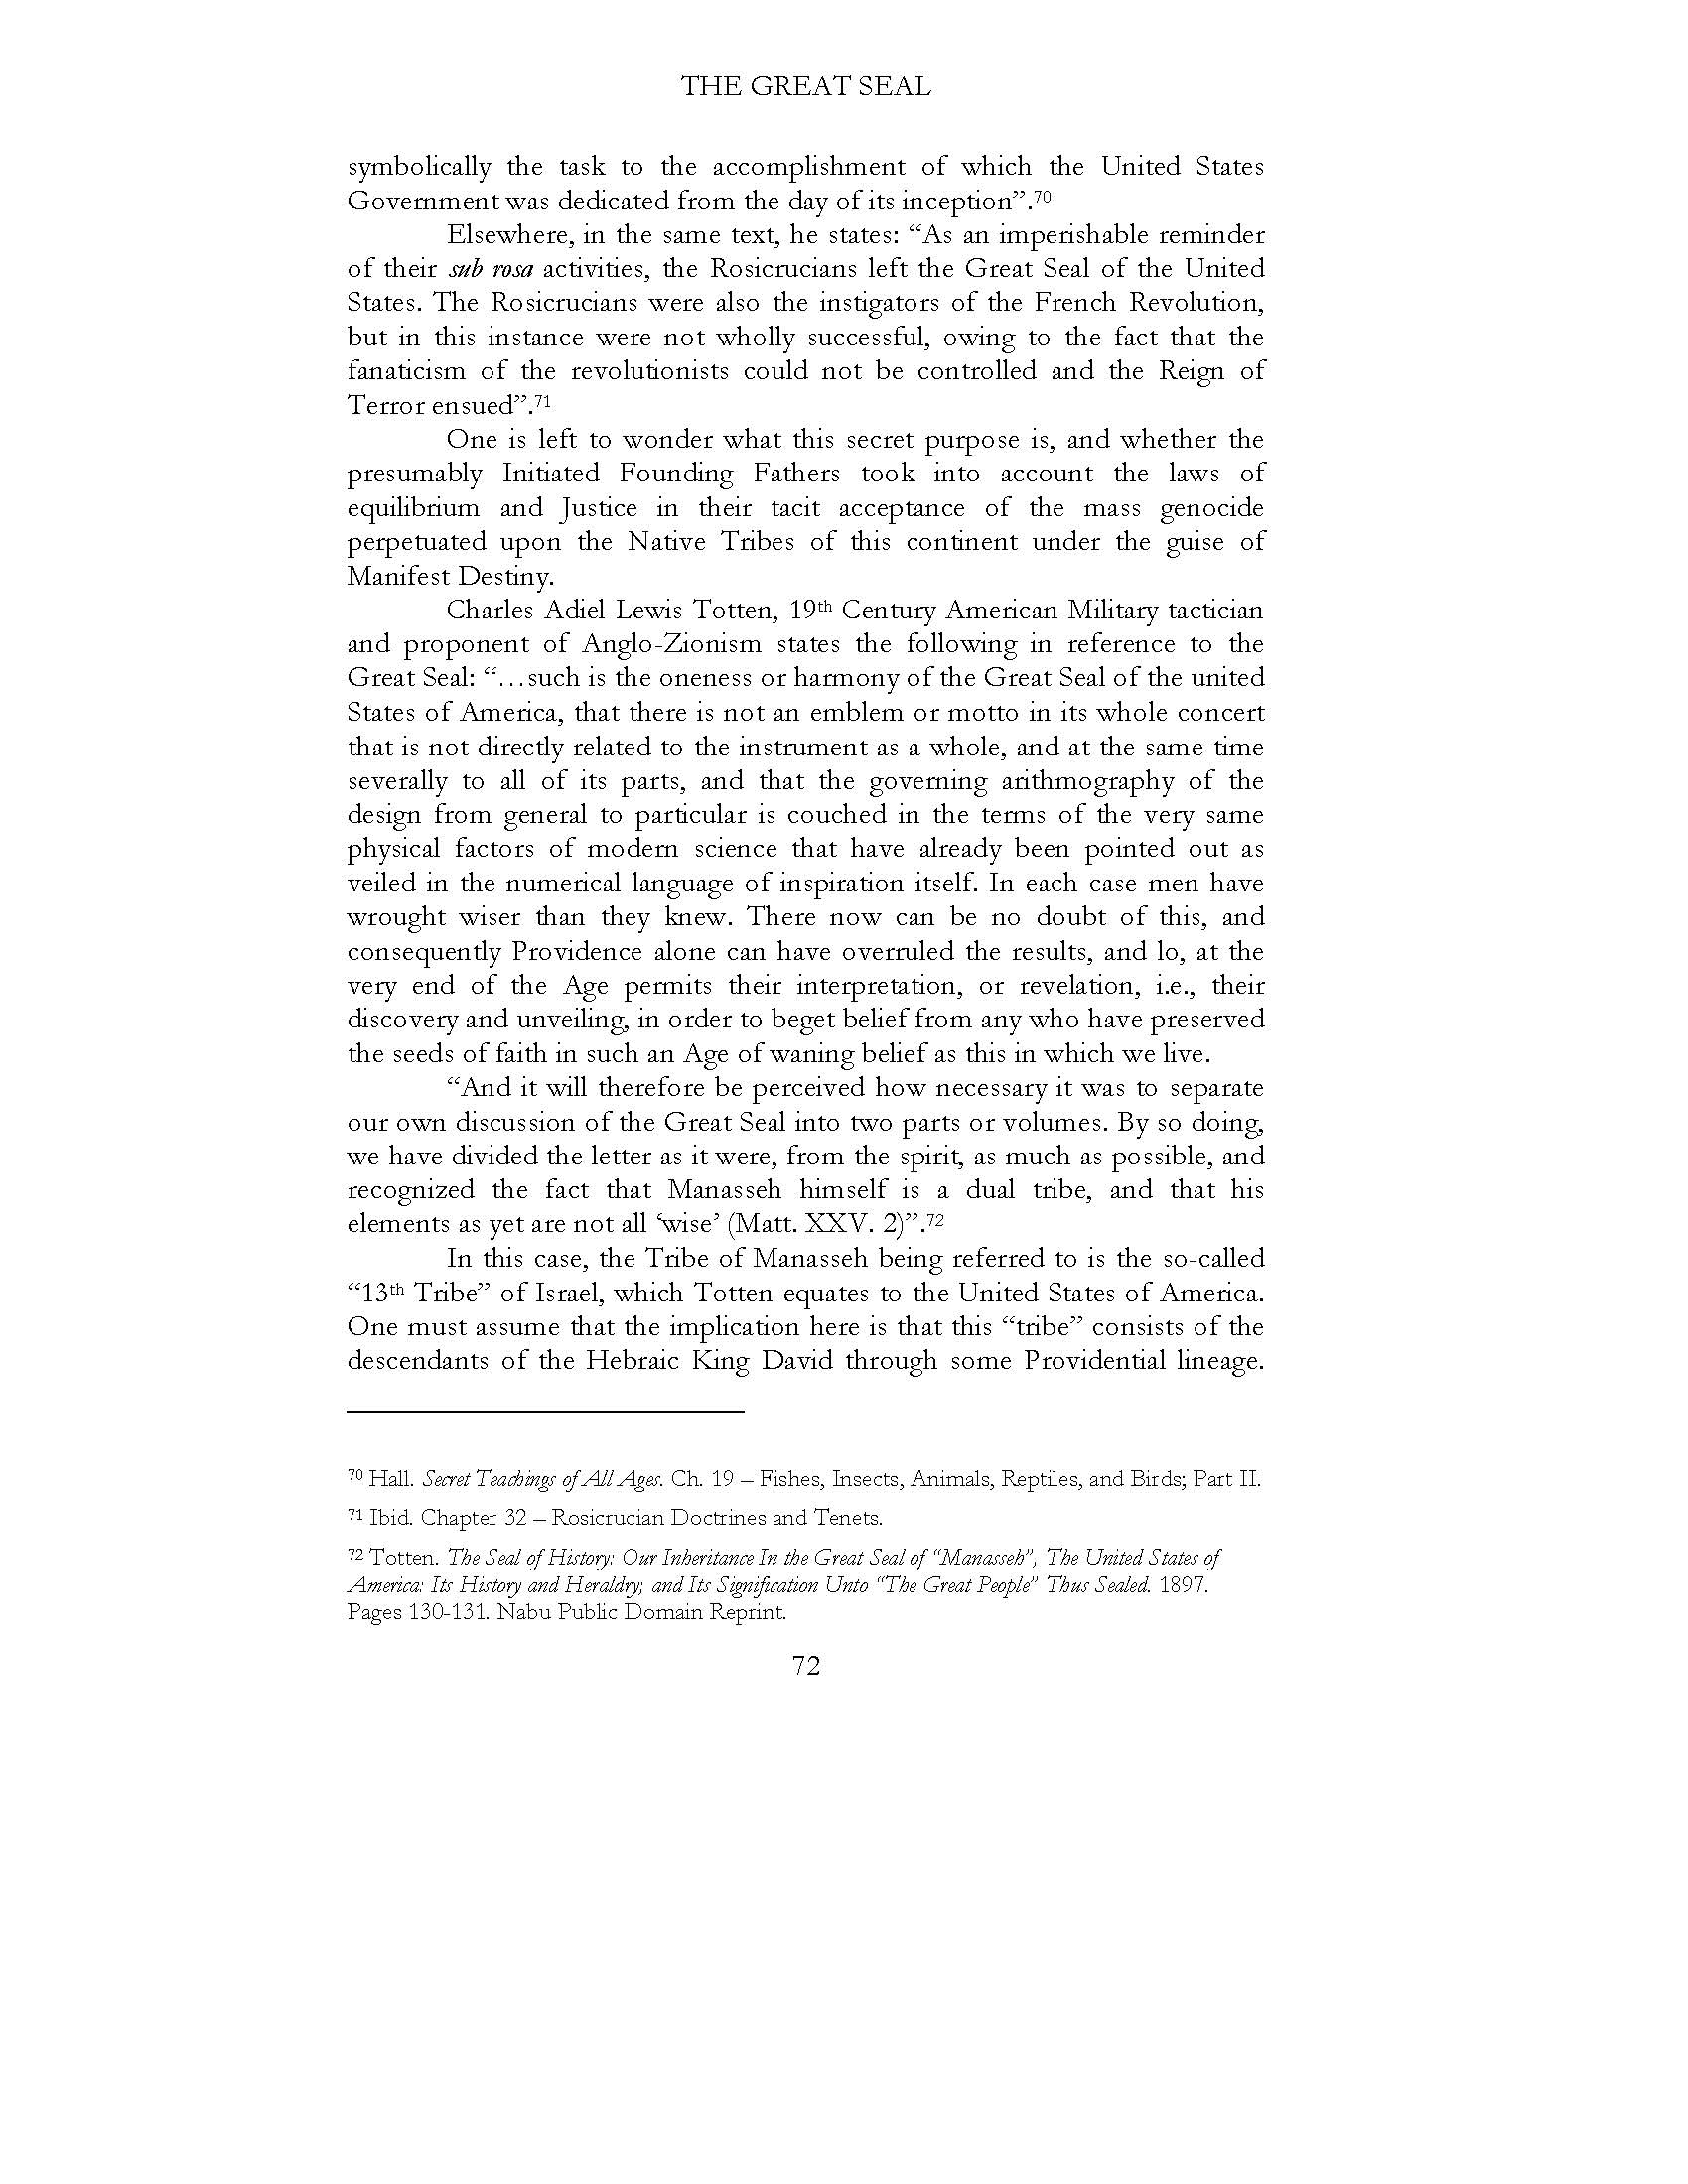 THE GREAT SEAL
symbolically the task to the accomplishment of which the United States
Government was dedicated from the day of its inception”.70
Elsewhere, in the same text, he states: “As an imperishable reminder
of their sub rosa activities, the Rosicrucians left the Great Seal of the United
States. The Rosicrucians were also the instigators of the French Revolution,
but in this instance were not wholly successful, owing to the fact that the
fanaticism of the revolutionists could not be controlled and the Reign of
Terror ensued”.71
One is left to wonder what this secret purpose is, and whether the
presumably Initiated Founding Fathers took into account the laws of
equilibrium and Justice in their tacit acceptance of the mass genocide
perpetuated upon the Native Tribes of this continent under the guise of
Manifest Destiny.
Charles Adiel Lewis Totten, 19th Century American Military tactician
and proponent of Anglo-Zionism states the following in reference to the
Great Seal: “…such is the oneness or harmony of the Great Seal of the united
States of America, that there is not an emblem or motto in its whole concert
that is not directly related to the instrument as a whole, and at the same time
severally to all of its parts, and that the governing arithmography of the
design from general to particular is couched in the terms of the very same
physical factors of modern science that have already been pointed out as
veiled in the numerical language of inspiration itself. In each case men have
wrought wiser than they knew. There now can be no doubt of this, and
consequently Providence alone can have overruled the results, and lo, at the
very end of the Age permits their interpretation, or revelation, i.e., their
discovery and unveiling, in order to beget belief from any who have preserved
the seeds of faith in such an Age of waning belief as this in which we live.
“And it will therefore be perceived how necessary it was to separate
our own discussion of the Great Seal into two parts or volumes. By so doing,
we have divided the letter as it were, from the spirit, as much as possible, and
recognized the fact that Manasseh himself is a dual tribe, and that his
elements as yet are not all ‘wise’ (Matt. XXV. 2)”.72
In this case, the Tribe of Manasseh being referred to is the so-called
“13th Tribe” of Israel, which Totten equates to the United States of America.
One must assume that the implication here is that this “tribe” consists of the
descendants of the Hebraic King David through some Providential lineage.
70 Hall. Secret Teachings of All Ages. Ch. 19 – Fishes, Insects, Animals, Reptiles, and Birds; Part II.
71 Ibid. Chapter 32 – Rosicrucian Doctrines and Tenets.
72 Totten. The Seal of History: Our Inheritance In the Great Seal of “Manasseh”, The United States of
America: Its History and Heraldry; and Its Signification Unto “The Great People” Thus Sealed. 1897.
Pages 130-131. Nabu Public Domain Reprint.
72